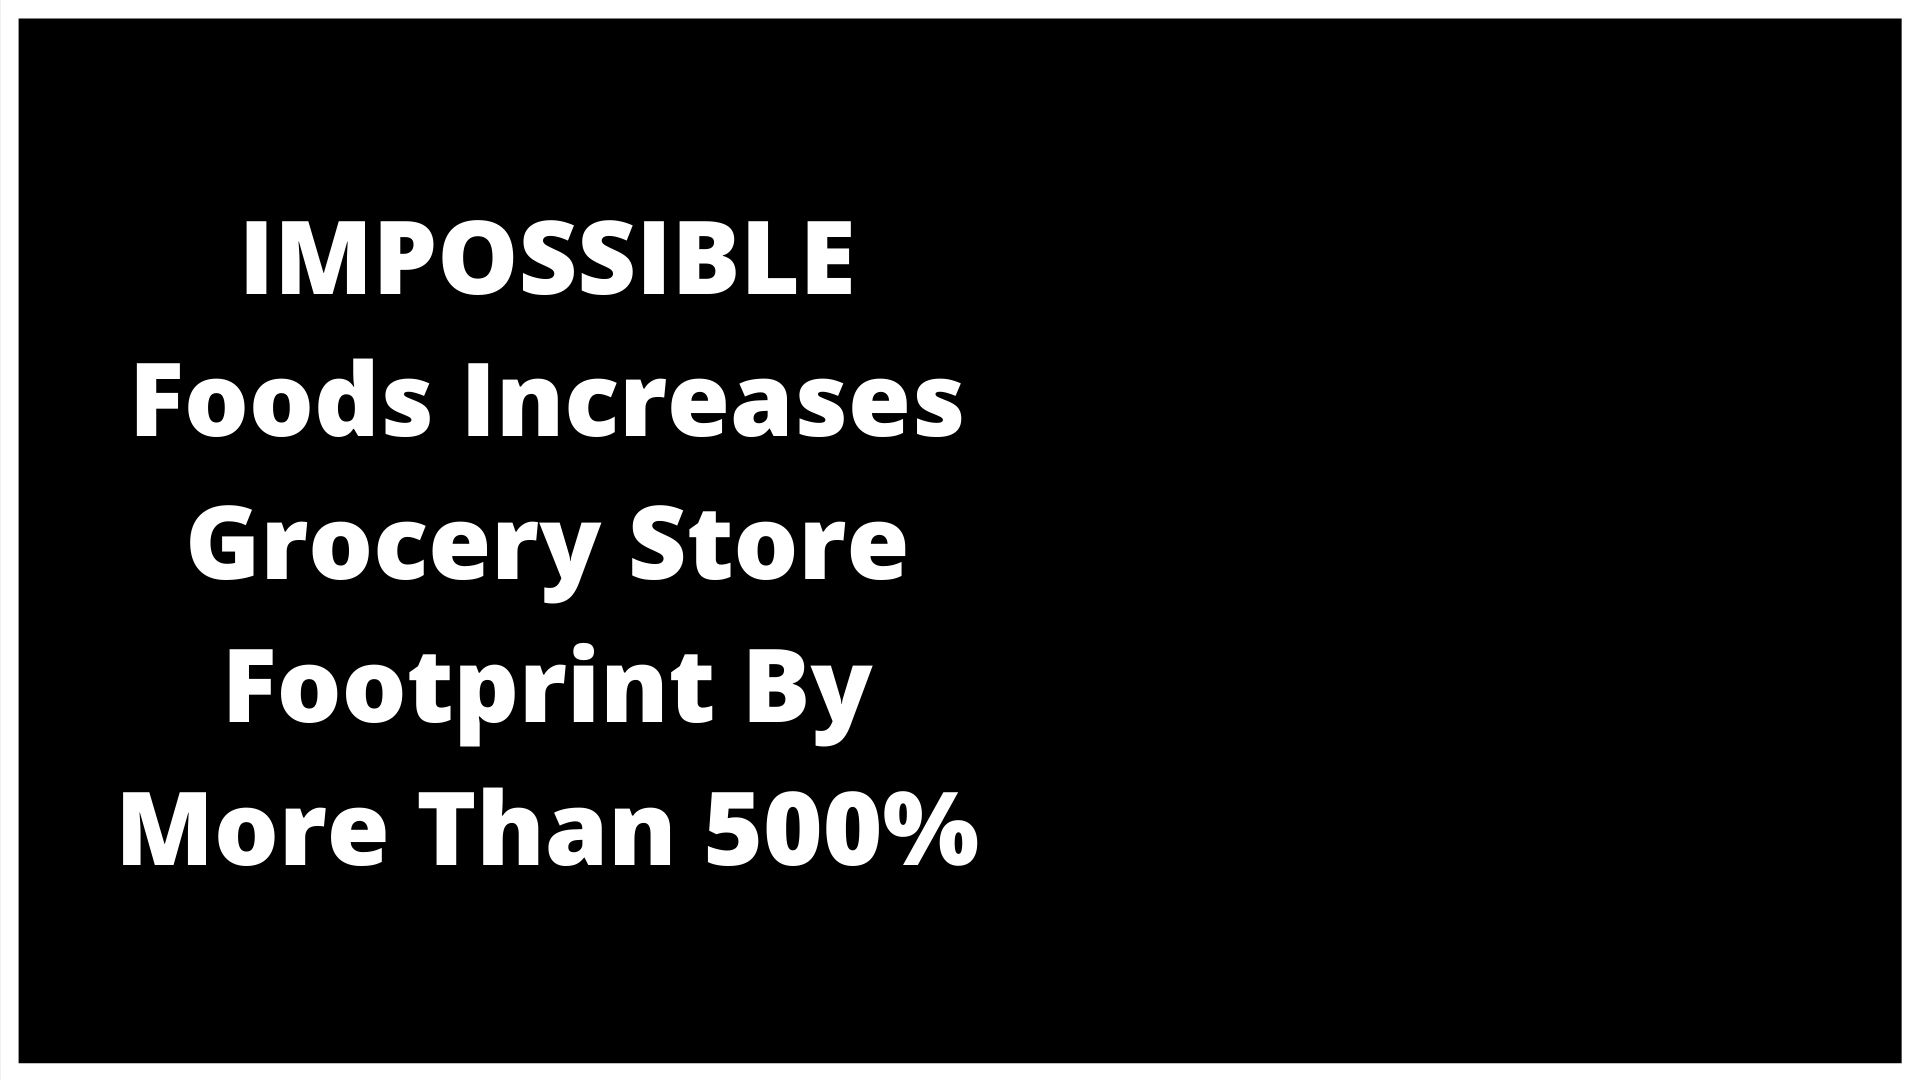 IMPOSSIBLE
Foods Increases
Grocery Store
Footprint By
More Than 500%